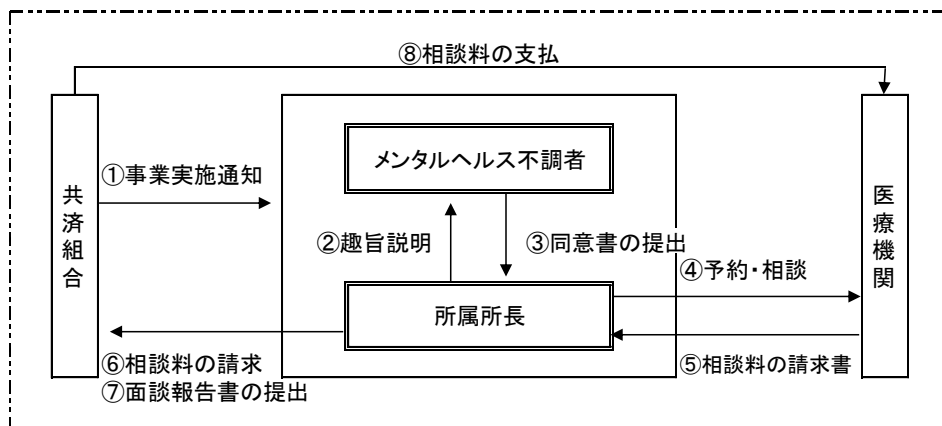 ⑧相談料の支払
共済組合
①事業実施通知
メンタルヘルス不調者
医療機関
②趣旨説明
③同意書の提出
④予約・相談
所属所長
⑥相談料の請求
⑦面談報告書の提出
⑤相談料の請求書